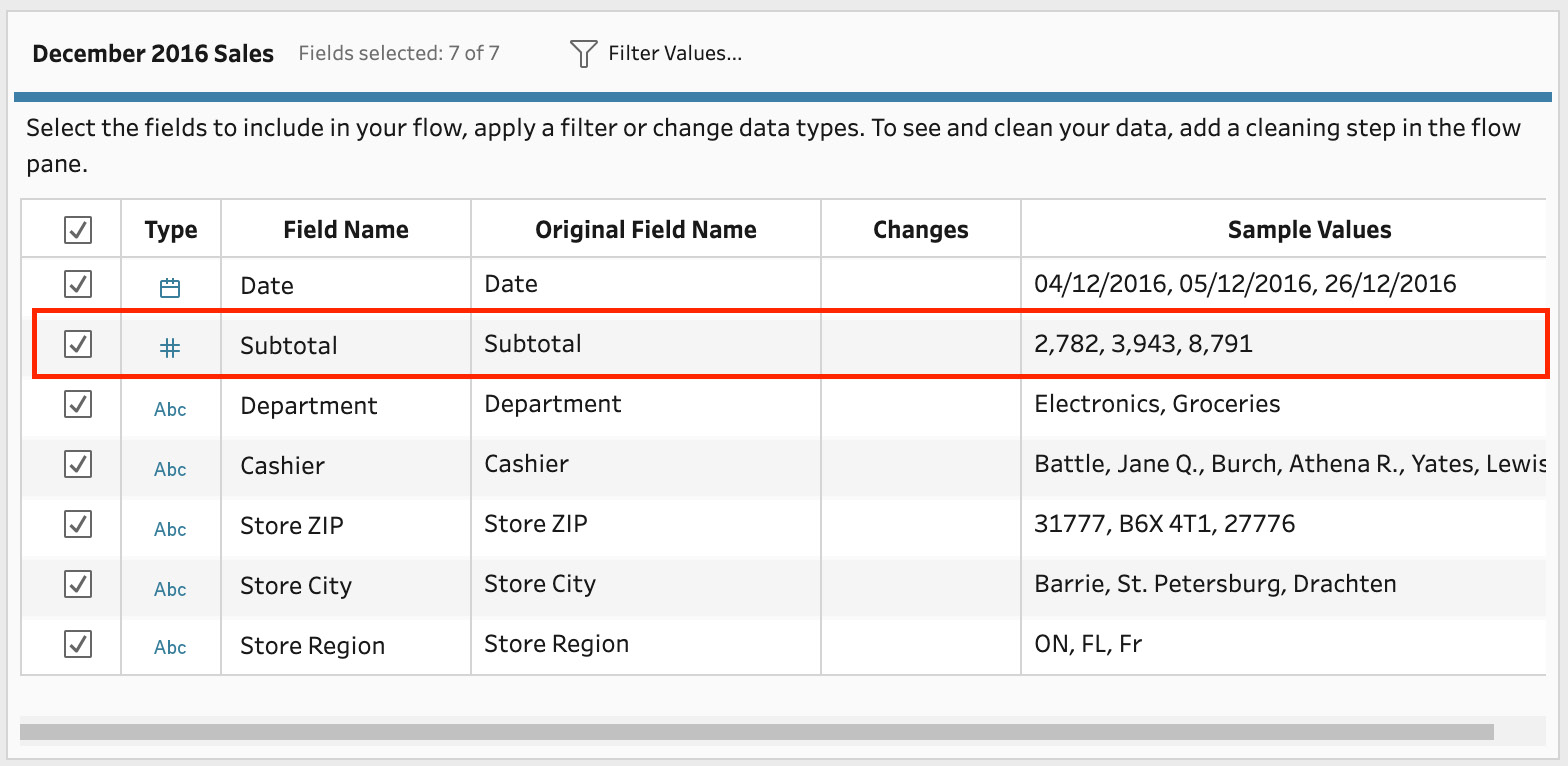 December 2016 Sales Fields selected: 7 of 7 Filter Values...
Select the fields to include in your flow, apply a filter or change data types. To see and clean your data, add a cleaning step in the flow
pane.
Type Field Name Original Field Name Changes Sample Values
Date Date 04/12/2016, 05/12/2016, 26/12/2016
# Subtotal Subtotal 2,782, 3,943, 8,791
Abc Department Department Electronics, Groceries
Abc Cashier Cashier Battle, Jane Q., Burch, Athena R., Yates, Lewis
Abc Store ZIP Store ZIP 31777, B6X 4T1, 27776
Abc Store City Store City Barrie, St. Petersburg, Drachten
Abc Store Region Store Region ON, FL, Fr